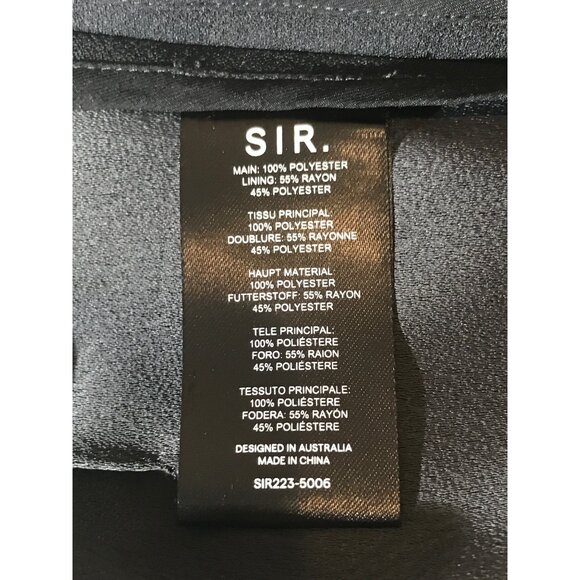 SIR.
MAIN: 100% POLYESTER
LINING: 55% RAYON
45% POLYESTER
TISSU PRINCIPAL:
100% POLYESTER
DOUBLURE: 55% RAYONNE
45% POLYESTER
HAUPT MATERIAL
100% POLYESTER
FUTTERSTOFF: 55% RAYON
45% POLYESTER
TELE PRINCIPAL:
100% POLIÉSTERE
FORO: 55% RAION
45% POLIÉSTERE
TESSUTO PRINCIPALE:
100% POLIÉSTERE
FODERA: 55% RAYÓN
45% POLIÉSTERE
DESIGNED IN AUSTRALIA
MADE IN CHINA
SIR223-5006